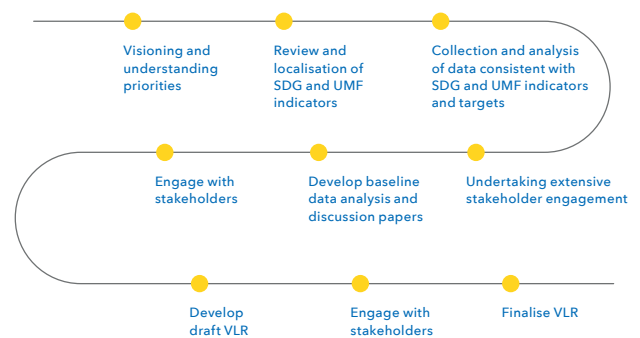 Visioning and
understanding
priorities
Review and
localisation of
SDG and UMF
indicators
Collection and analysis
of data consistent with
SDG and UMF indicators
and targets
Undertaking extensive
stakeholder engagement
Develop baseline
data analysis and
discussion papers
Engage with
stakeholders
Develop
draft VLR
Engage with
stakeholders
Finalise VLR